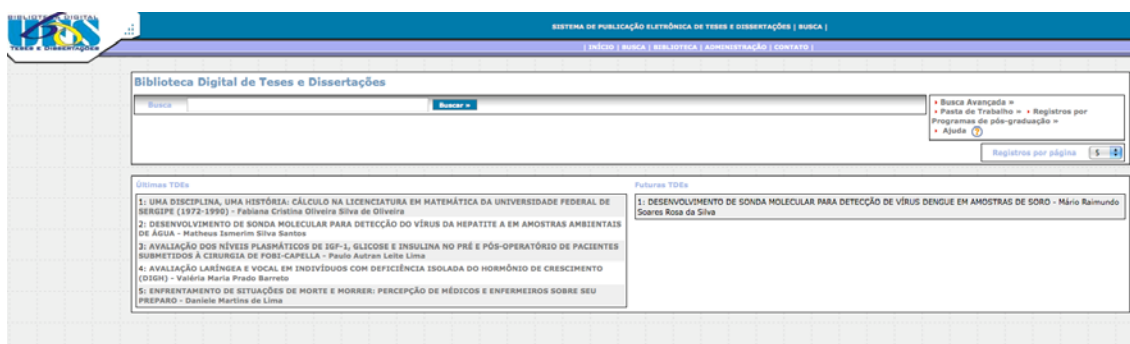 BIBLIOTECA DIGITAL
UFS
TESES E DISSERTAÇÕES
SISTEMA DE PUBLICAÇÃO ELETRÔNICA DE TESES E DISSERTAÇÕES | BUSCA |
| INÍCIO | BUSCA | BIBLIOTECA | ADMINISTRAÇÃO | CONTATO |
Biblioteca Digital de Teses e Dissertações
Busca Buscar »
• Busca Avançada »
• Pasta de Trabalho » • Registros por
Programas de pós-graduação »
• Ajuda ?
Registros por página 5
Últimas TDEs
1: UMA DISCIPLINA, UMA HISTÓRIA: CÁLCULO NA LICENCIATURA EM MATEMÁTICA DA UNIVERSIDADE FEDERAL DE
SERGIPE (1972-1990) - Fabiana Cristina Oliveira Silva de Oliveira
2: DESENVOLVIMENTO DE SONDA MOLECULAR PARA DETECÇÃO DO VÍRUS DA HEPATITE A EM AMOSTRAS AMBIENTAIS
DE ÁGUA - Matheus Ismerim Silva Santos
3: AVALIAÇÃO DOS NÍVEIS PLASMÁTICOS DE IGF-1, GLICOSE E INSULINA NO PRÉ E PÓS-OPERATÓRIO DE PACIENTES
SUBMETIDOS À CIRURGIA DE FOBI-CAPELLA - Paulo Autran Leite Lima
4: AVALIAÇÃO LARÍNGEA E VOCAL EM INDIVÍDUOS COM DEFICIÊNCIA ISOLADA DO HORMÔNIO DE CRESCIMENTO
(DIGH) - Valéria Maria Prado Barreto
5: ENFRENTAMENTO DE SITUAÇÕES DE MORTE E MORRER: PERCEPÇÃO DE MÉDICOS E ENFERMEIROS SOBRE SEU
PREPARO - Daniele Martins de Lima
Futuras TDEs
1: DESENVOLVIMENTO DE SONDA MOLECULAR PARA DETECÇÃO DE VÍRUS DENGUE EM AMOSTRAS DE SORO - Mário Raimundo
Soares Rosa da Silva